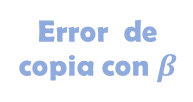 Error de
copia con β